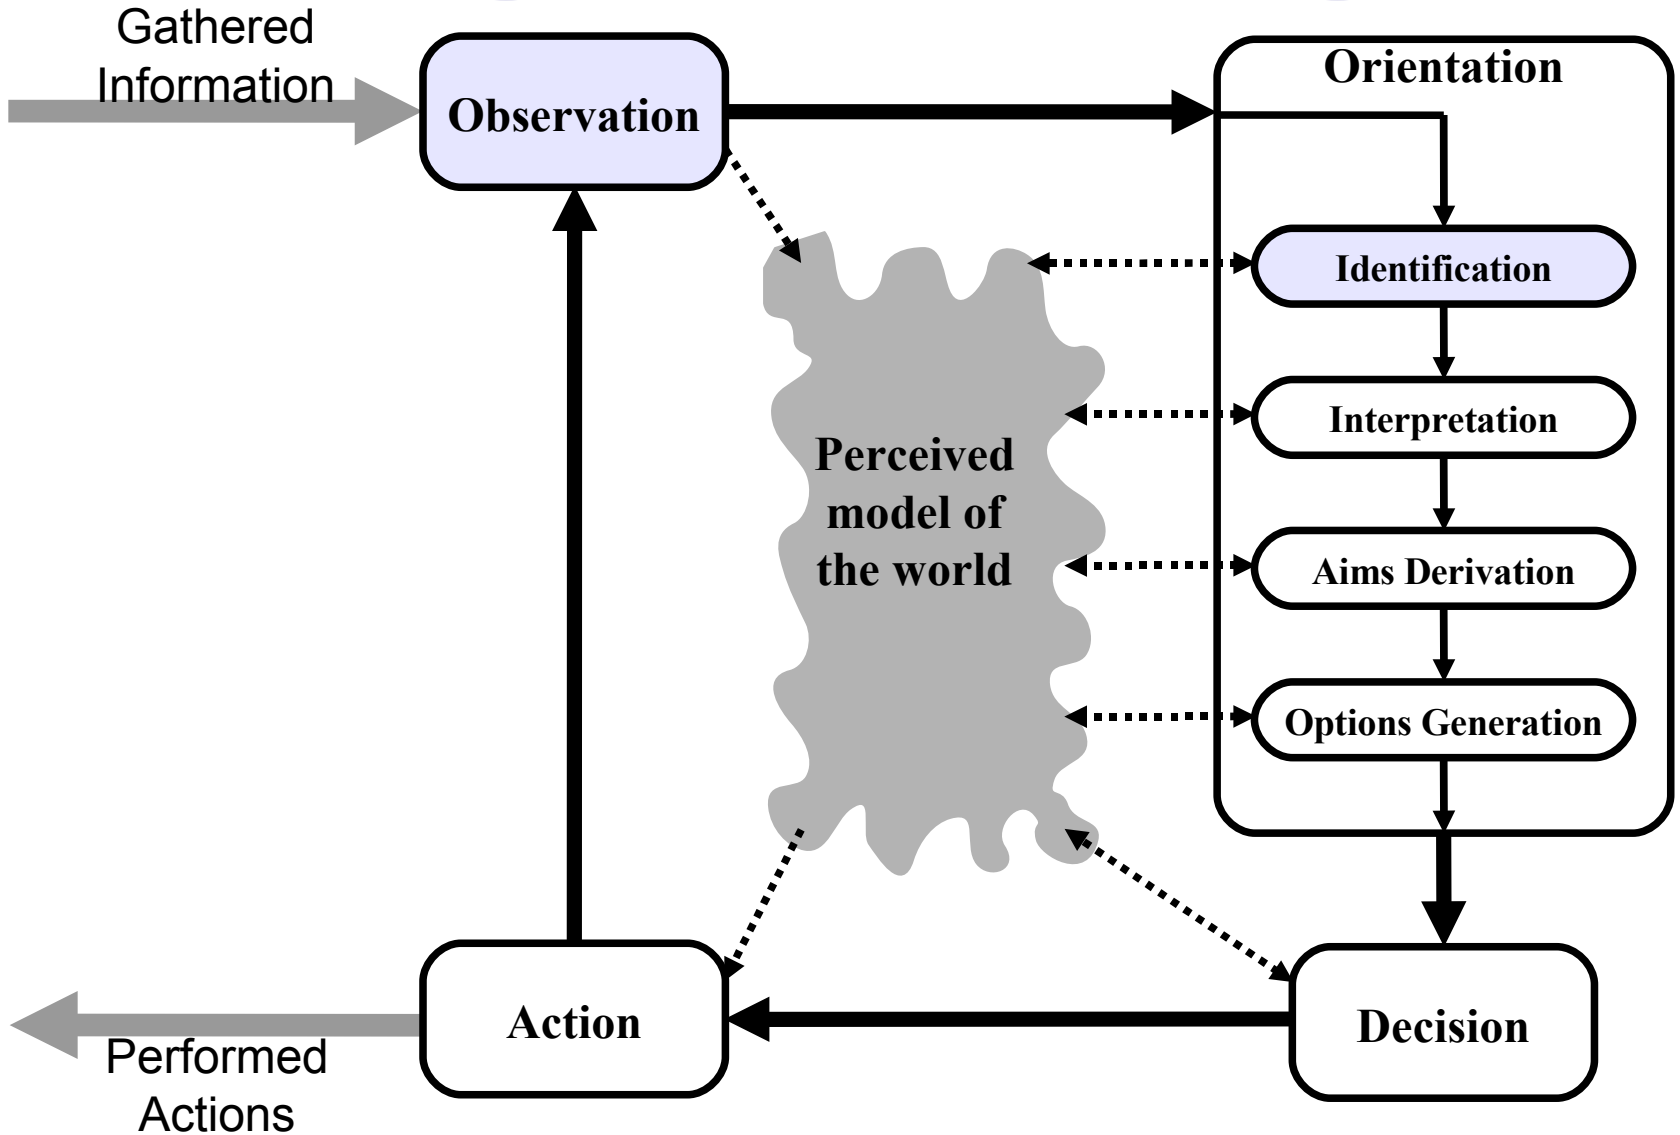 Gathered
Information
Observation
Orientation
Identification
Interpretation
Perceived
model of
the world
Aims Derivation
Options Generation
Action
Decision
Performed
Actions